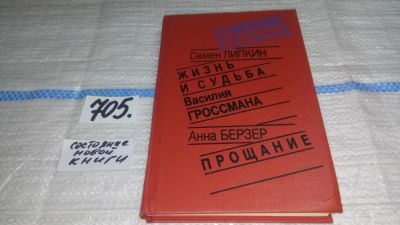 Семен ЛИПКИН
ЖИЗНЬ
И СУДЬБА
Василия
ГРОССМАНА
Анна БЕРЗЕР
ПРОЩАНИЕ
705.
состояние
новой
книги